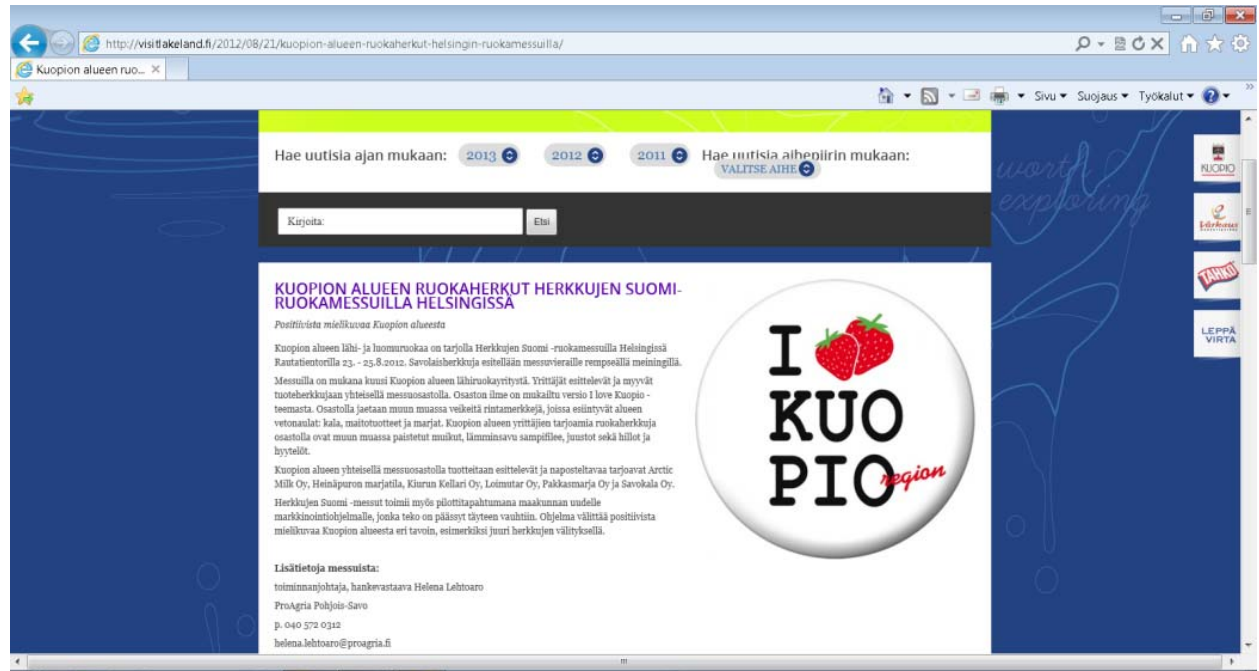 http://visitlakeland.fi/2012/08/21/kuopion-alueen-ruokaherkut-helsingin-ruokamessuilla/
Kuopion alueen ruo...
Sivu Suojaus Työkalut
Hae uutisia ajan mukaan: 2013 2012 2011 Hae uutisia aihepiirin mukaan:
VALITSE AIHE
worth
exploring
Kirjoita: Etsi
KUOPIO
Varkaus
TAHKO
LEPPÄ
VIRTA
KUOPION ALUEEN RUOKAHERKUT HERKKUJEN SUOMI-
RUOKAMESSUILLA HELSINGISSÄ
Positiivista mielikuvaa Kuopion alueesta
Kuopion alueen lähi- ja luomuruokaa on tarjolla Herkkujen Suomi -ruokamessuilla Helsingissä
Rautatientorilla 23. - 25.8.2012. Savolaisherkkuja esitellään messuvieraille rempseällä meiningillä.
Messuilla on mukana kuusi Kuopion alueen lähiruokayritystä. Yrittäjät esittelevät ja myyvät
tuoteherkkujaan yhteisellä messuosastolla. Osaston ilme on mukailtu versio I love Kuopio -
teemasta. Osastolla jaetaan muun muassa veikeitä rintamerkkejä, joissa esiintyvät alueen
vetonaulat: kala, maitotuotteet ja marjat. Kuopion alueen yrittäjien tarjoamia ruokaherkkuja
osastolla ovat muun muassa paistetut muikut, lämminsavu sampifilee, juustot sekä hillot ja
hyytelöt.
Kuopion alueen yhteisellä messuosastolla tuotteitaan esittelevät ja naposteltavaa tarjoavat Arctic
Milk Oy, Heinäpuron marjatila, Kiurun Kellari Oy, Loimutar Oy, Pakkasmarja Oy ja Savokala Oy.
Herkkujen Suomi -messut toimii myös pilottitapahtumana maakunnan uudelle
markkinointiohjelmalle, jonka teko on päässyt täyteen vauhtiin. Ohjelma välittää positiivista
mielikuvaa Kuopion alueesta eri tavoin, esimerkiksi juuri herkkujen välityksellä.
Lisätietoja messuista:
toiminnanjohtaja, hankevastaava Helena Lehtoaro
ProAgria Pohjois-Savo
p. 040 572 0312
helena.lehtoaro@proagria.fi
I
KUO
PIO
region